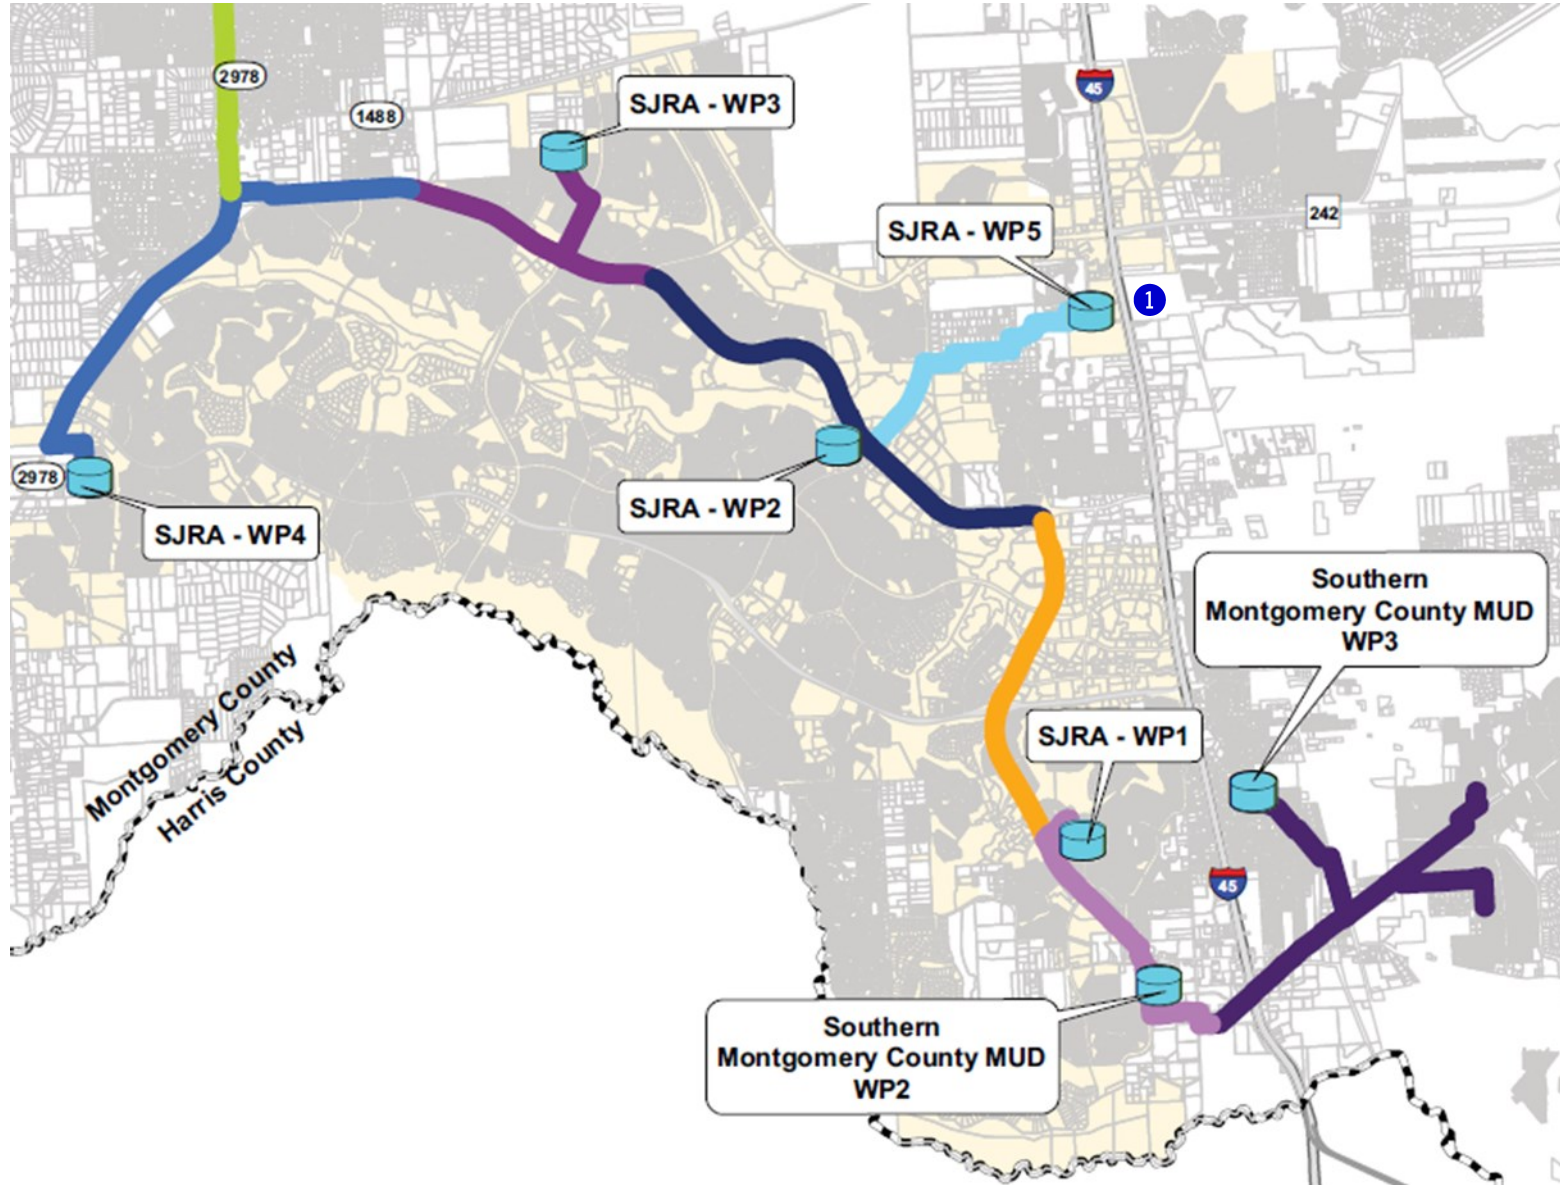 2978
1488
SJRA - WP3
45
SJRA - WP5
242
1
2978
SJRA - WP4
SJRA - WP2
Southern
Montgomery County MUD
WP3
Montgomery County
Harris County
SJRA - WP1
45
Southern
Montgomery County MUD
WP2